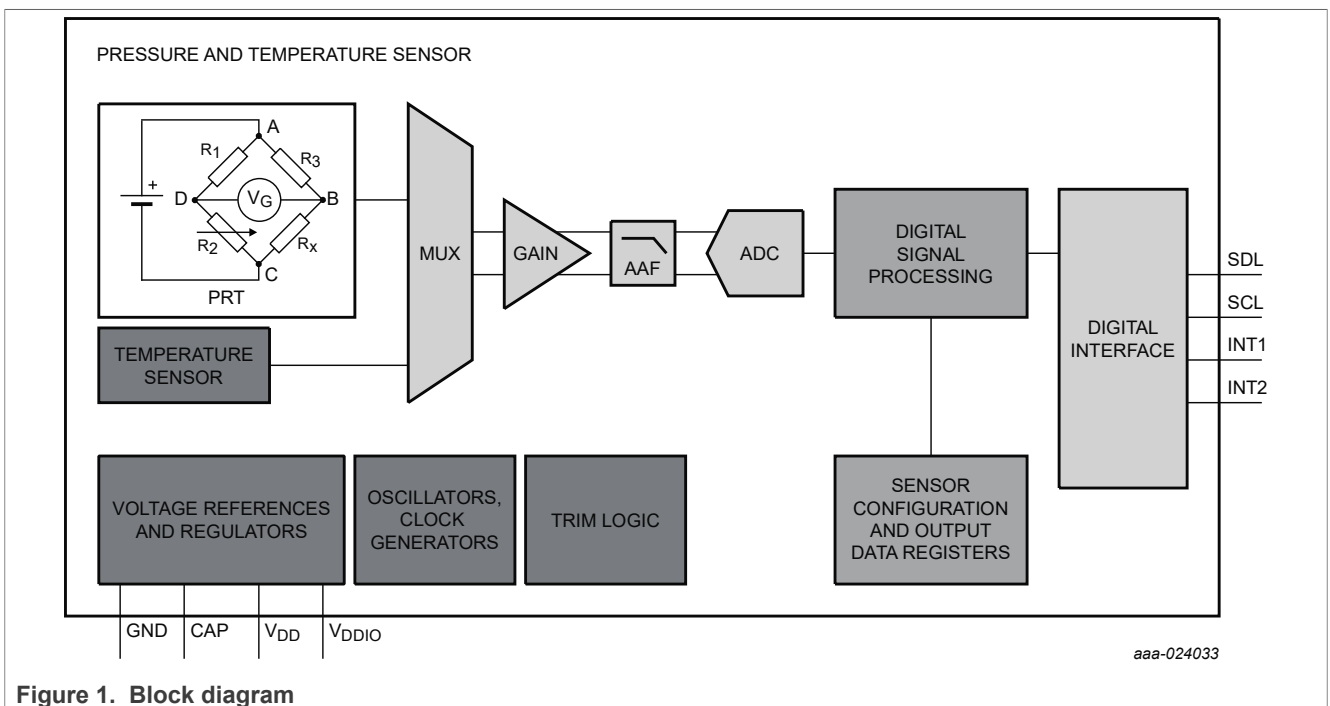 PRESSURE AND TEMPERATURE SENSOR
A
R1
R3
+
D
VG
B
R2
Rx
C
PRT
MUX
GAIN
AAF
ADC
DIGITAL
SIGNAL
PROCESSING
DIGITAL
INTERFACE
SDL
SCL
INT1
INT2
TEMPERATURE
SENSOR
VOLTAGE REFERENCES
AND REGULATORS
OSCILLATORS,
CLOCK
GENERATORS
TRIM LOGIC
SENSOR
CONFIGURATION
AND OUTPUT
DATA REGISTERS
GND
CAP
VDD
VDDIO
aaa-024033
Figure 1. Block diagram